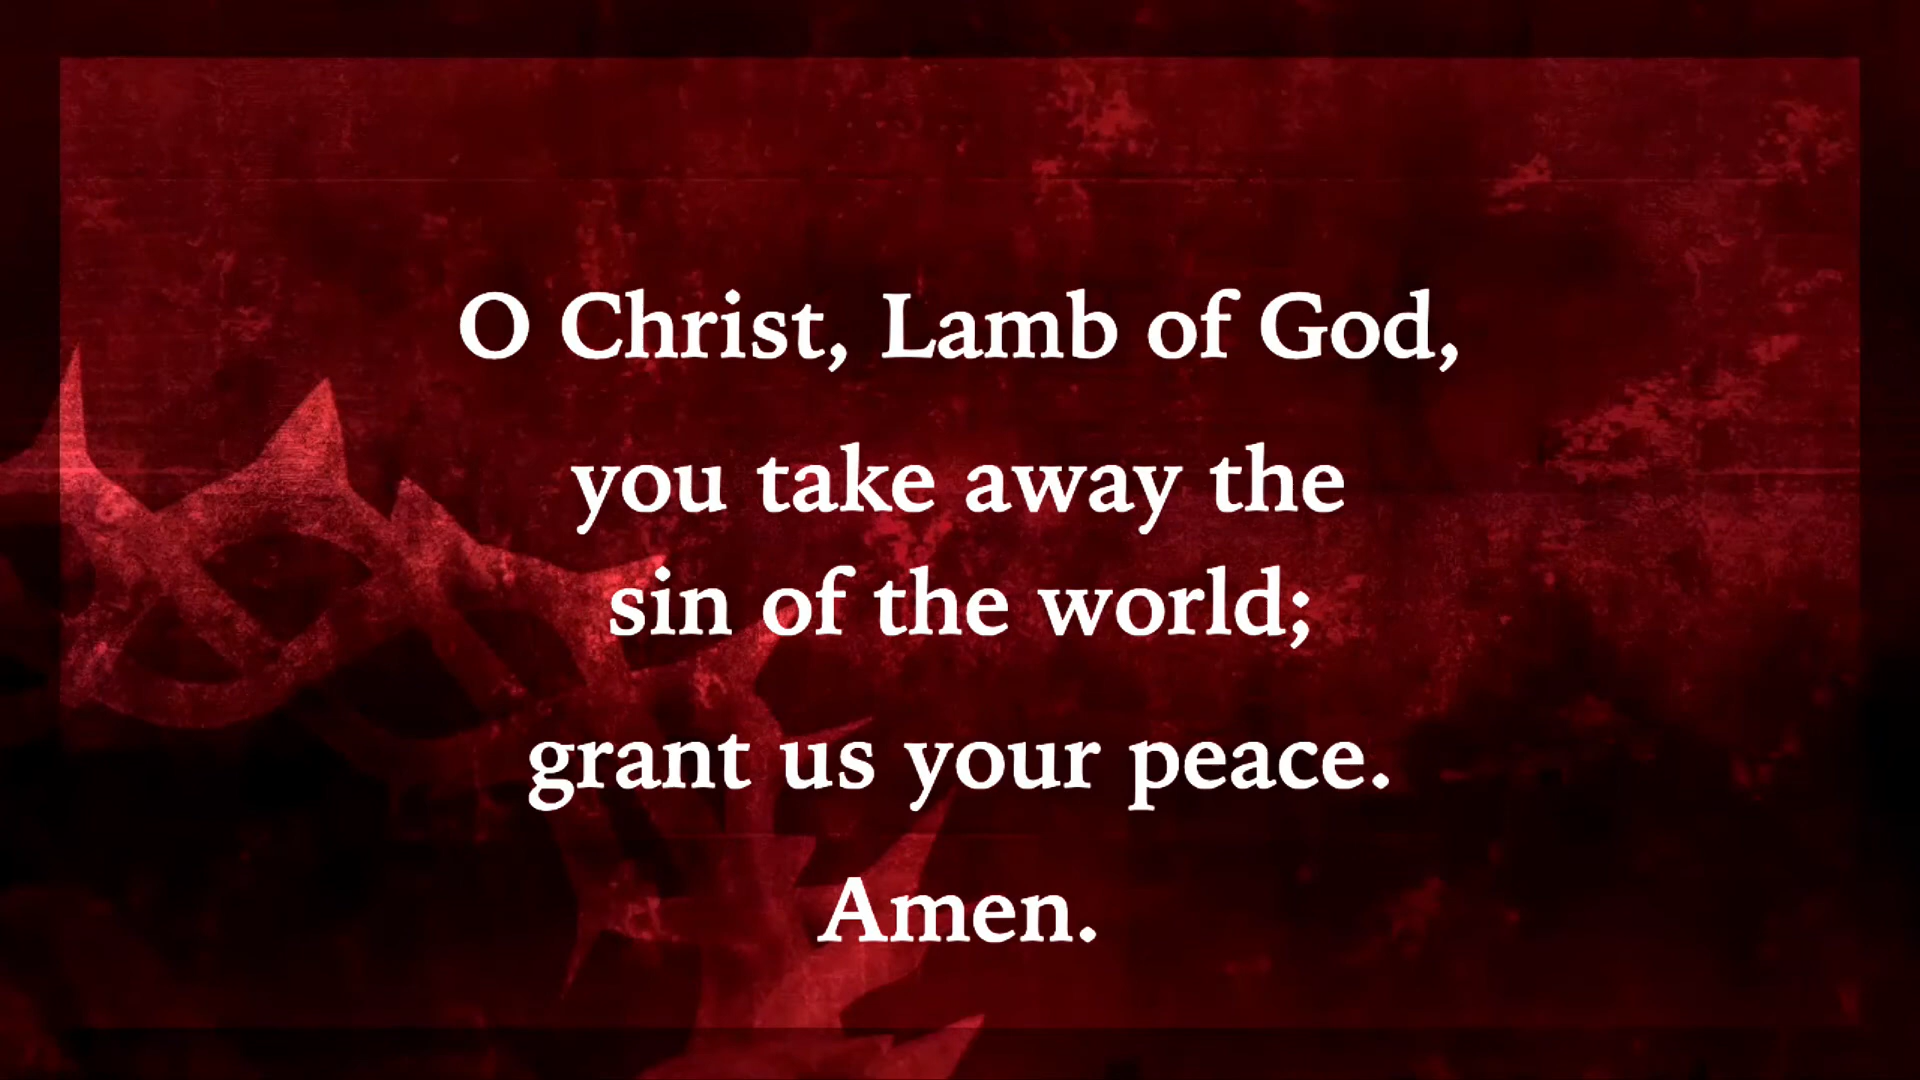 O Christ, Lamb of God,
you take away the
sin of the world;
grant us your peace.
Amen.